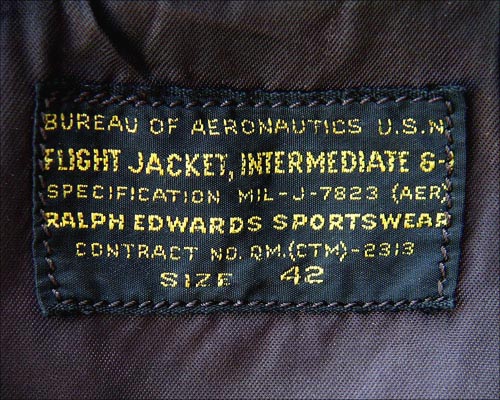 BUREAU OF AERONAUTICS U.S.N
FLIGHT JACKET, INTERMEDIATE G-
SPECIFICATION MIL-J-7823 (AER)
RALPH EDWARDS SPORTSWEAR
CONTRACT NO. QM.(CTM)-2313
SIZE 42